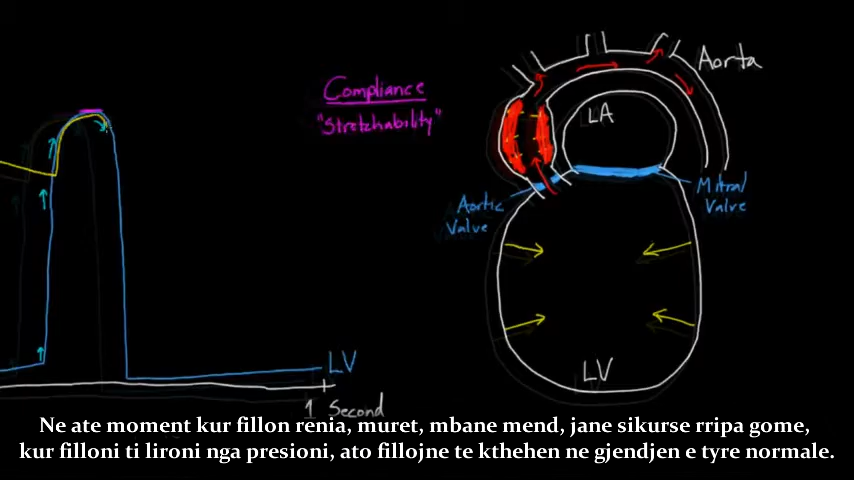 Compliance
"Stretchability"
Aorta
LA
Aortic
Valve
Mitral
Valve
LV
LV
1 Second
Ne ate moment kur fillon renia, muret, mbane mend, jane sikurse rripa gome,
kur filloni ti lironi nga presioni, ato fillojne te kthehen ne gjendjen e tyre normale.